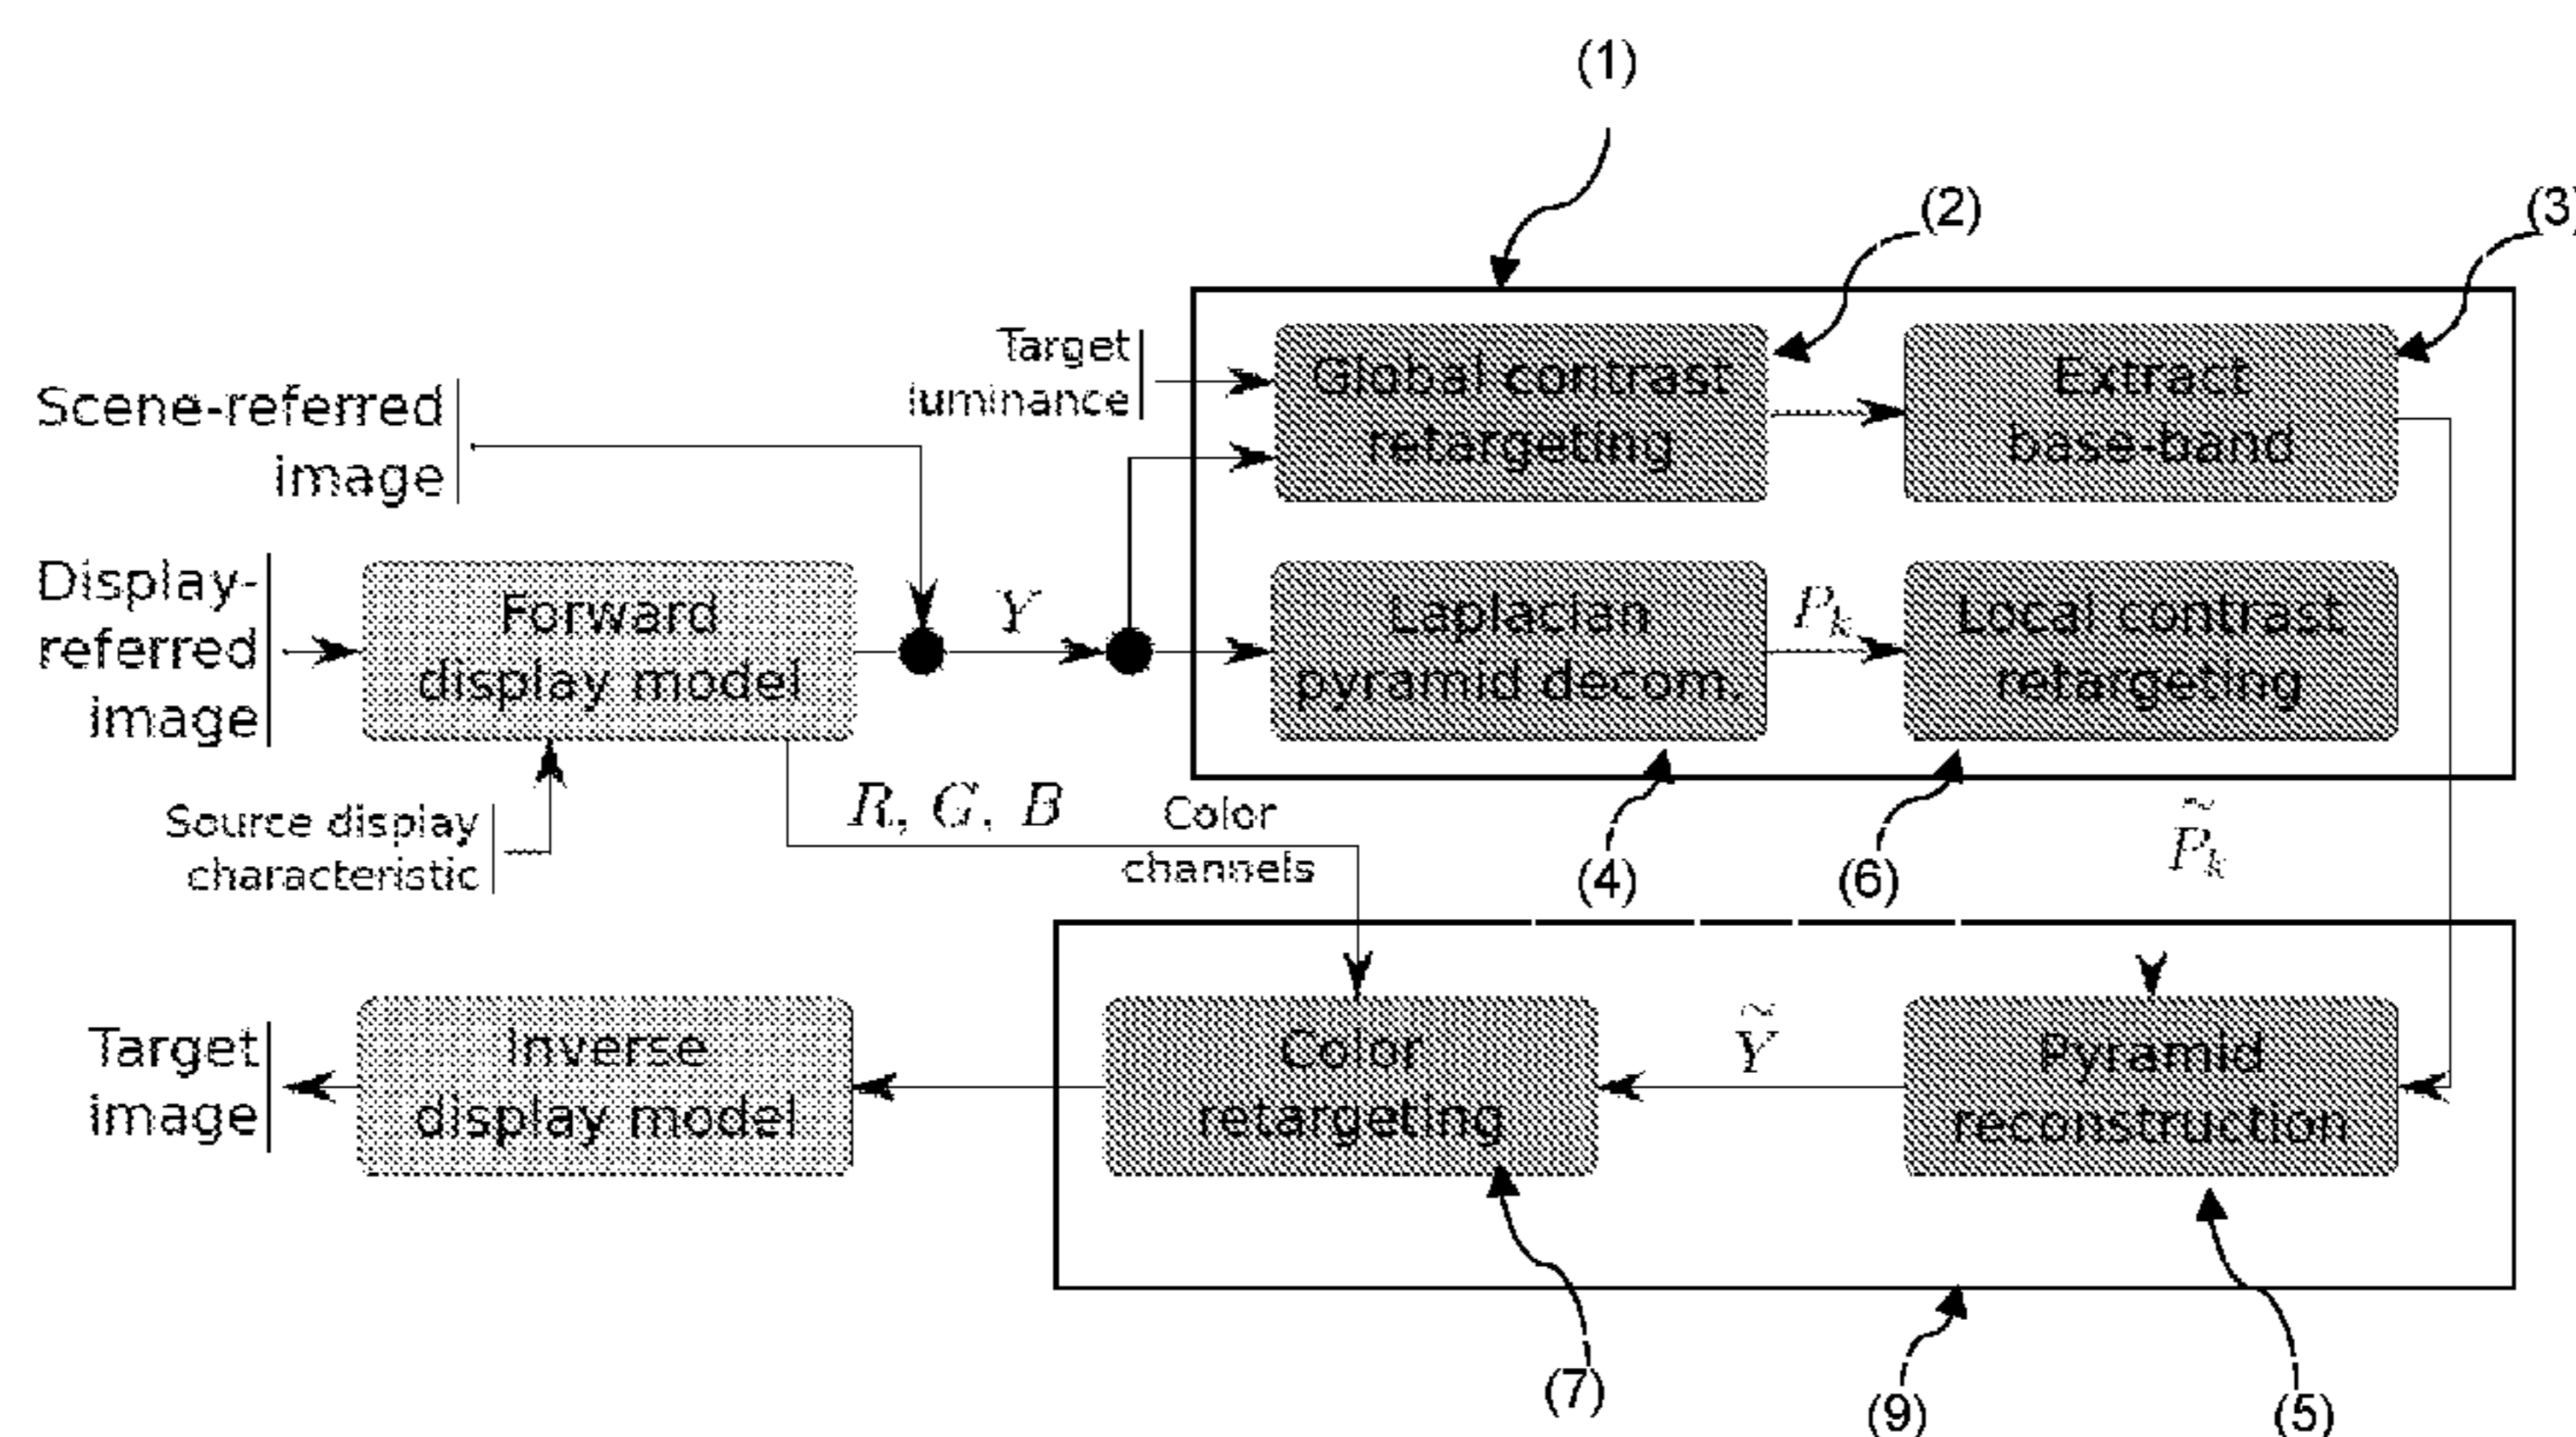 (1)
(2)
(3)
Target
luminance
Global contrast
retargeting
Extract
base-band
Scene-referred
image
Display-
referred
image
Forward
display model
Y
Laplacian
pyramid decom.
P_k
Local contrast
retargeting
Source display
characteristic
R, G, B
Color
channels
(4)
(6)
P̃_k
Target
image
Inverse
display model
Color
retargeting
Ỹ
Pyramid
reconstruction
(7)
(9)
(5)